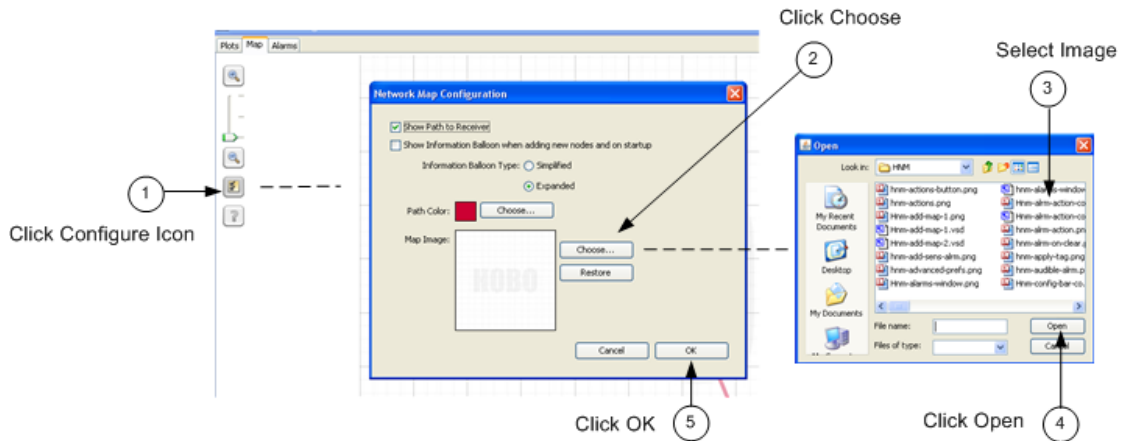 Click Choose
2
Select Image
3
Plots Map Alarms
Network Map Configuration
Show Path to Receiver
Show Information Balloon when adding new nodes and on startup
Information Balloon Type: Simplified
Expanded
Path Color: Choose...
Map Image:
HOBO
Choose...
Restore
Cancel OK
1
Click Configure Icon
?
Open
Look in: HNM
My Recent
Documents
Desktop
My Documents
hnm-actions-button.png
hnm-actions.png
Hnm-add-map-1.png
Hnm-add-map-1.vsd
Hnm-add-map-2.vsd
hnm-add-sens-alrm.png
hnm-advanced-prefs.png
Hnm-alarms-window.png
hnm-alarms-window
Hnm-alrm-action-co
Hnm-alrm-action-co
hnm-alrm-action.pn
hnm-alrm-on-clear.p
hnm-apply-tag.png
hnm-audible-alrm.p
Hnm-config-bar-co.
File name: Open
Files of type: Cancel
Click OK
5
Click Open
4